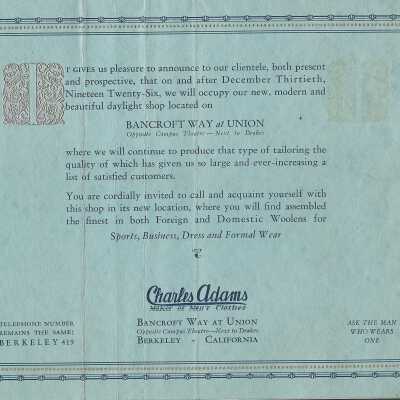 IT GIVES us pleasure to announce to our clientele, both present
and prospective, that on and after December Thirtieth,
Nineteen Twenty-Six, we will occupy our new, modern and
beautiful daylight shop located on
BANCROFT WAY at UNION
Opposite Campus Theatre—Next to Drakes
where we will continue to produce that type of tailoring the
quality of which has given us so large and ever-increasing a
list of satisfied customers.
You are cordially invited to call and acquaint yourself with
this shop in its new location, where you will find assembled
the finest in both Foreign and Domestic Woolens for
Sports, Business, Dress and Formal Wear
Charles Adams
Maker of Men's Clothes
BANCROFT WAY AT UNION
Opposite Campus Theatre—Next to Drakes
BERKELEY - CALIFORNIA
TELEPHONE NUMBER
REMAINS THE SAME:
BERKELEY 419
ASK THE MAN
WHO WEARS
ONE